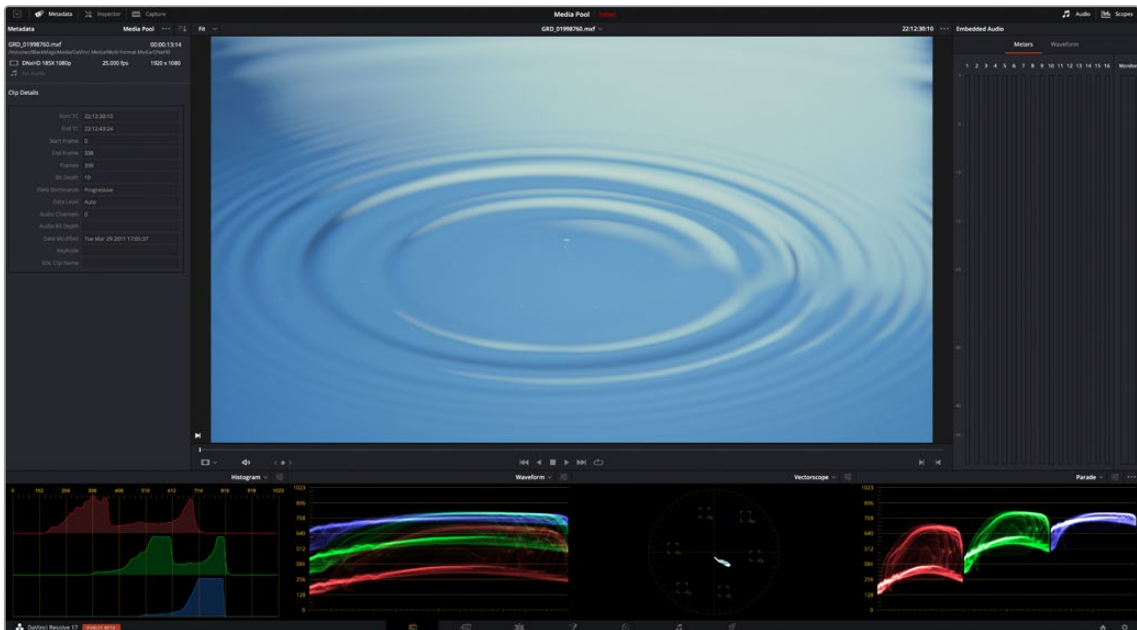 Metadata Inspector Capture Media Pool Edited Audio Scopes
Metadata Media Pool ••• Fit GRD_01998760.mxf 22:12:30:10 ••• Embedded Audio
GRD_01998760.mxf 00:00:13:14
Meters Waveform
DNxHD 185X 1080p 25.000 fps 1920 x 1080
No Audio
1 2 3 4 5 6 7 8 9 10 11 12 13 14 15 16 Monitor
Clip Details
Start TC 22:12:30:10
End TC 22:12:43:24
Start Frame 0
End Frame 338
Frames 339
Bit Depth 10
Field Dominance Progressive
Data Level Auto
Audio Channels 0
Audio Bit Depth
Date Modified Tue Mar 29 2011 17:05:37
KeyKode
EDL Clip Name
Histogram Waveform Vectorscope Parade •••
0 102 204 306 408 510 612 714 816 918 1023
1023
896
768
640
512
384
256
128
0
1023
896
768
640
512
384
256
128
0
DaVinci Resolve 17 PUBLIC BETA